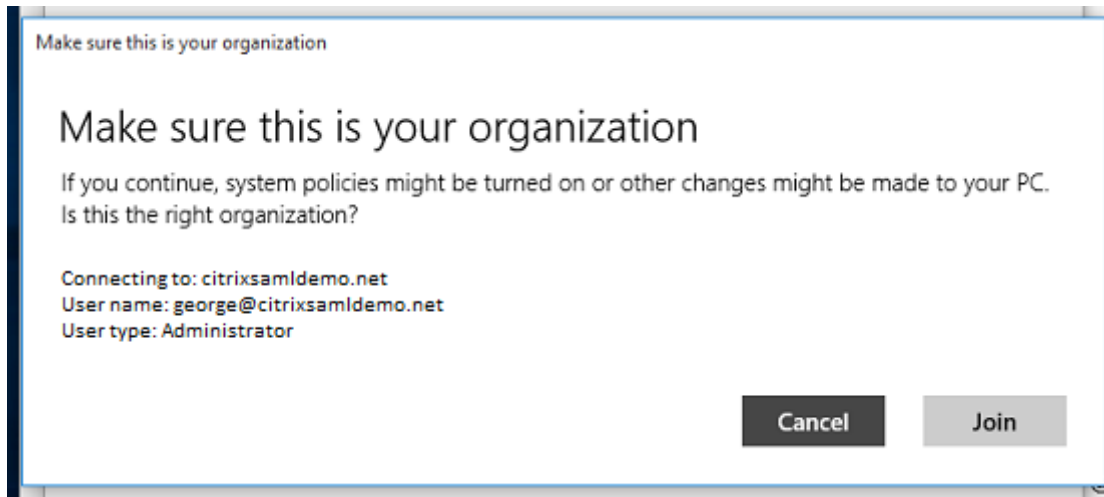 Make sure this is your organization
Make sure this is your organization
If you continue, system policies might be turned on or other changes might be made to your PC.
Is this the right organization?
Connecting to: citrixsamldemo.net
User name: george@citrixsamldemo.net
User type: Administrator
Cancel
Join